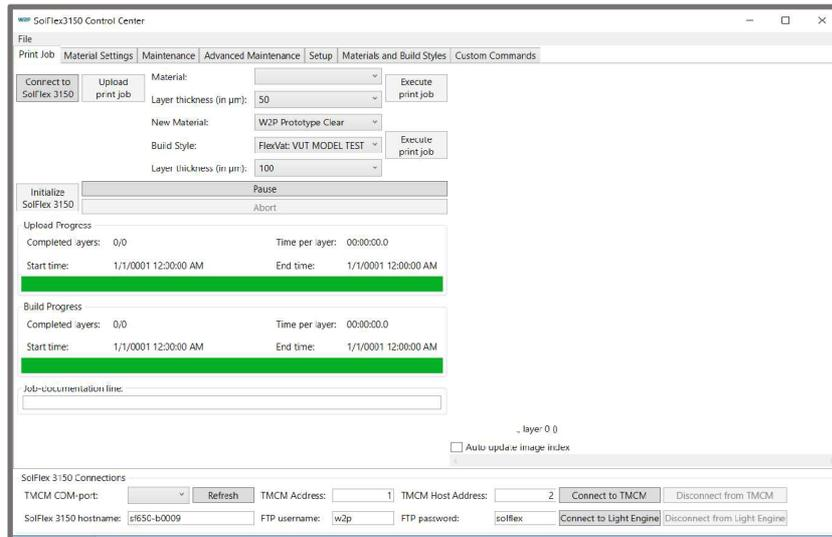 W2P SolFlex3150 Control Center
File
Print Job Material Settings Maintenance Advanced Maintenance Setup Materials and Build Styles Custom Commands
Connect to SolFlex 3150
Upload print job
Material:
Execute print job
Layer thickness (in µm): 50
New Material: W2P Prototype Clear
Build Style: FlexVat: VUT MODEL TEST
Execute print job
Layer thickness (in µm): 100
Initialize SolFlex 3150
Pause
Abort
Upload Progress
Completed layers: 0/0 Time per layer: 00:00:00.0
Start time: 1/1/0001 12:00:00 AM End time: 1/1/0001 12:00:00 AM
Build Progress
Completed layers: 0/0 Time per layer: 00:00:00.0
Start time: 1/1/0001 12:00:00 AM End time: 1/1/0001 12:00:00 AM
Job-documentation line:
., layer 0 ()
Auto update image index
SolFlex 3150 Connections
TMCM COM-port: Refresh TMCM Address: 1 TMCM Host Address: 2 Connect to TMCM Disconnect from TMCM
SolFlex 3150 hostname: sf650-b0009 FTP username: w2p FTP password: solflex Connect to Light Engine Disconnect from Light Engine